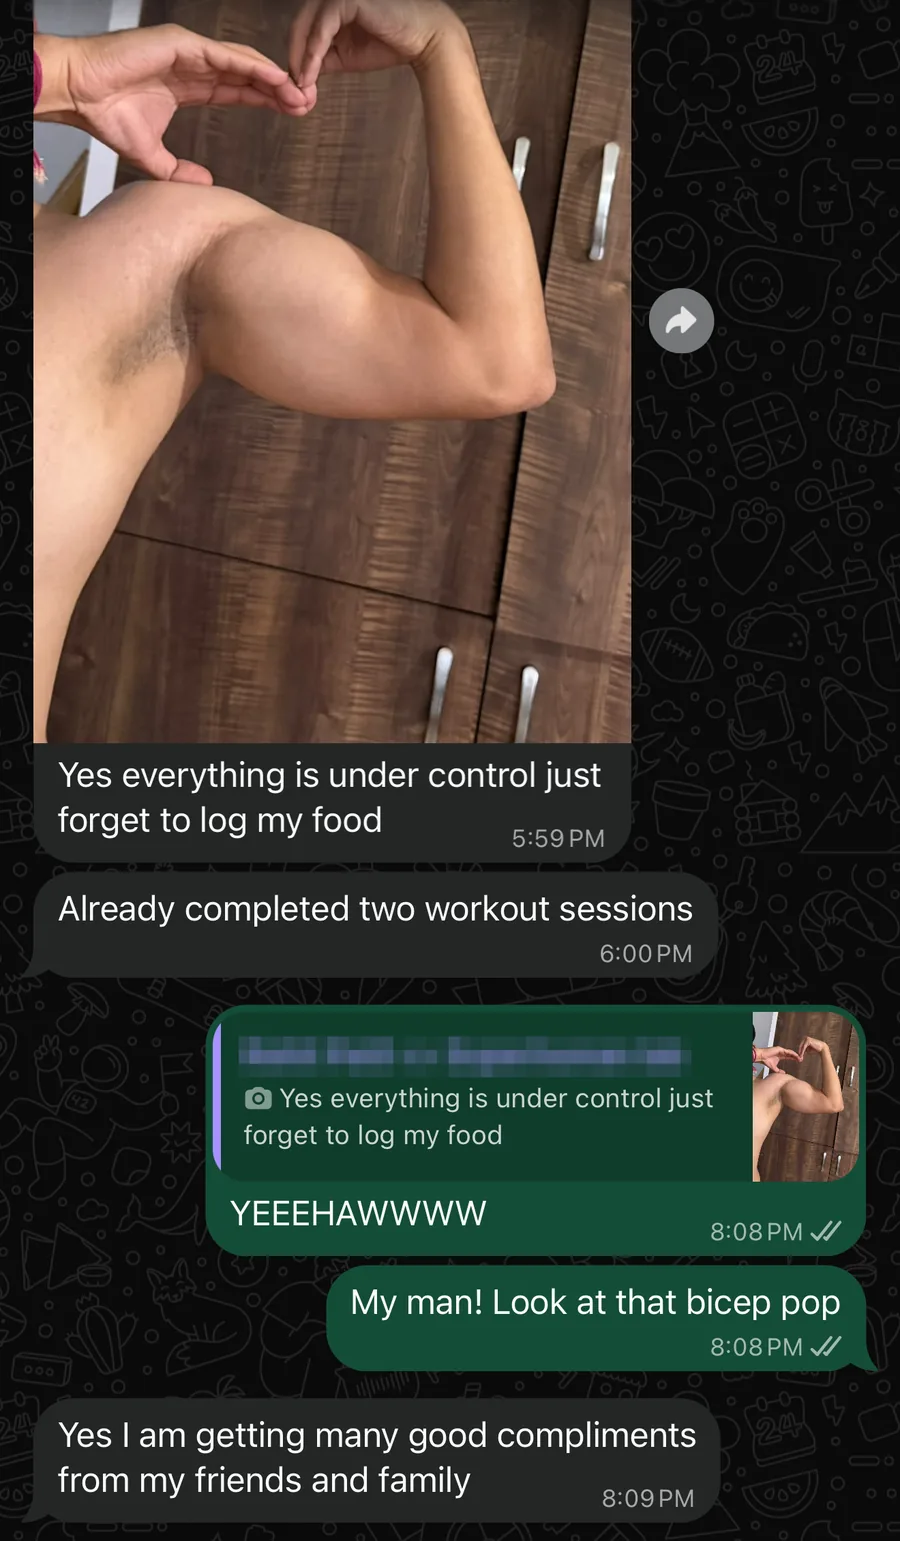 Yes everything is under control just
forget to log my food
5:59 PM
Already completed two workout sessions
6:00 PM
Yes everything is under control just
forget to log my food
YEEEHAWWWW
8:08 PM
My man! Look at that bicep pop
8:08 PM
Yes I am getting many good compliments
from my friends and family
8:09 PM